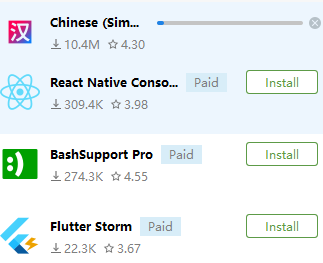 汉
Chinese (Sim...
10.4M 4.30
React Native Conso... Paid
Install
309.4K 3.98
:)
BashSupport Pro Paid
Install
274.3K 4.55
Flutter Storm Paid
Install
22.3K 3.67